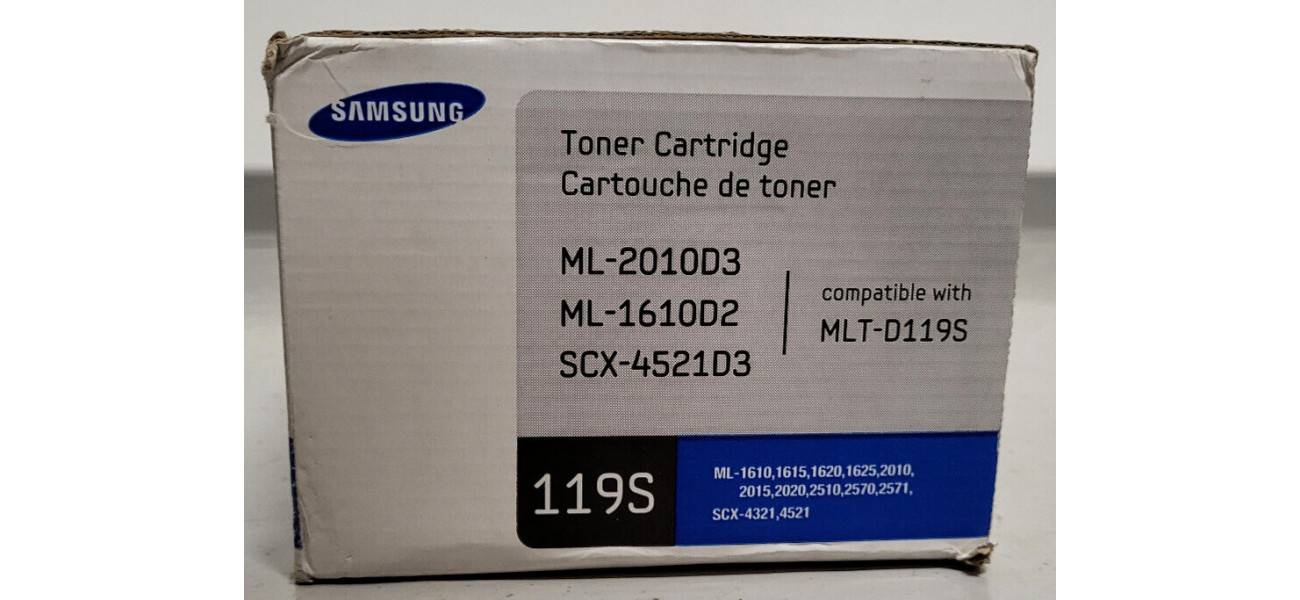 SAMSUNG
Toner Cartridge
Cartouche de toner
ML-2010D3
ML-1610D2
SCX-4521D3
compatible with
MLT-D119S
119S
ML-1610,1615,1620,1625,2010,
2015,2020,2510,2570,2571,
SCX-4321,4521